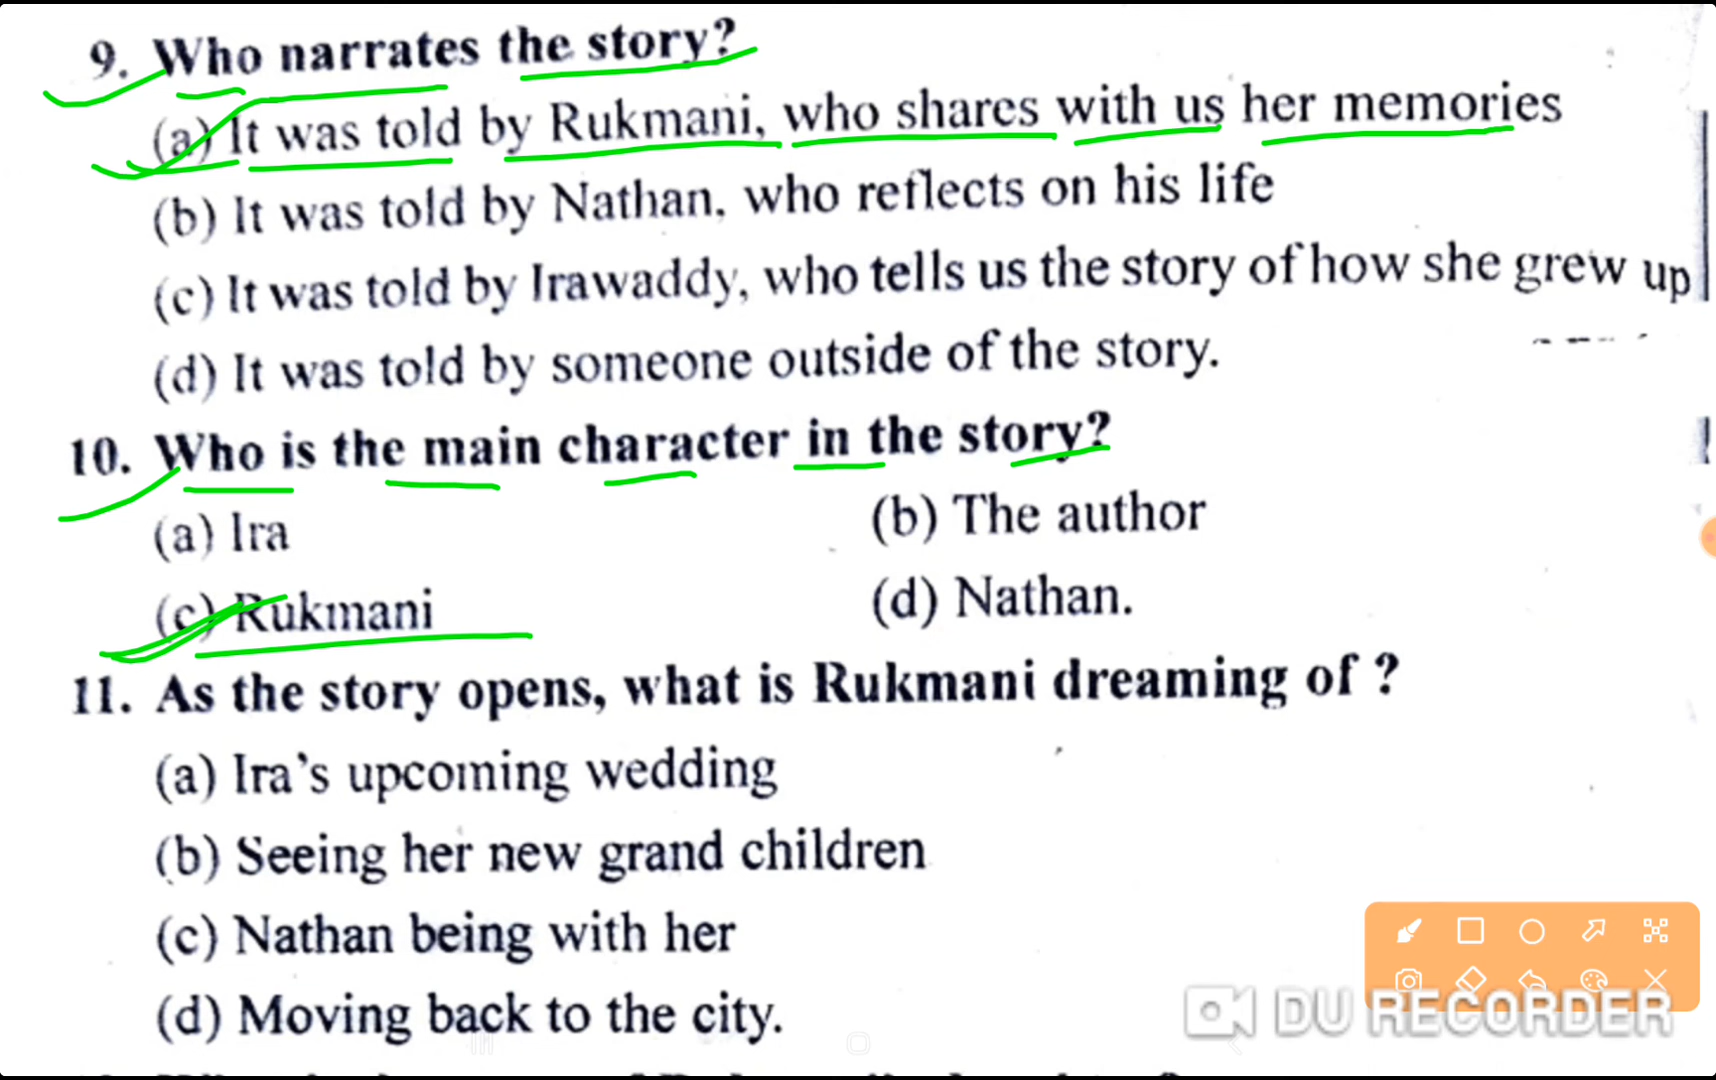 9. Who narrates the story?
(a) It was told by Rukmani, who shares with us her memories
(b) It was told by Nathan, who reflects on his life
(c) It was told by Irawaddy, who tells us the story of how she grew up
(d) It was told by someone outside of the story.
10. Who is the main character in the story?
(a) Ira (b) The author
(c) Rukmani (d) Nathan.
11. As the story opens, what is Rukmani dreaming of ?
(a) Ira's upcoming wedding
(b) Seeing her new grand children
(c) Nathan being with her
(d) Moving back to the city.
DU RECORDER